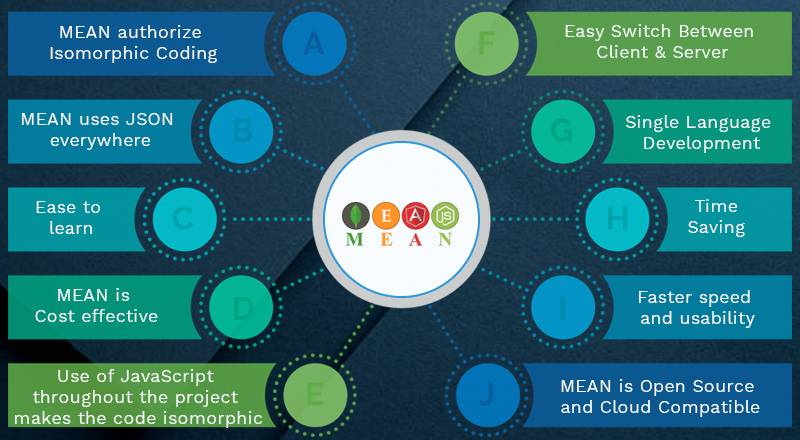 MEAN authorize
Isomorphic Coding
A
MEAN uses JSON
everywhere
B
Ease to
learn
C
MEAN is
Cost effective
D
Use of JavaScript
throughout the project
makes the code isomorphic
E
E A JS
M E A N
F
Easy Switch Between
Client & Server
G
Single Language
Development
H
Time
Saving
I
Faster speed
and usability
J
MEAN is Open Source
and Cloud Compatible